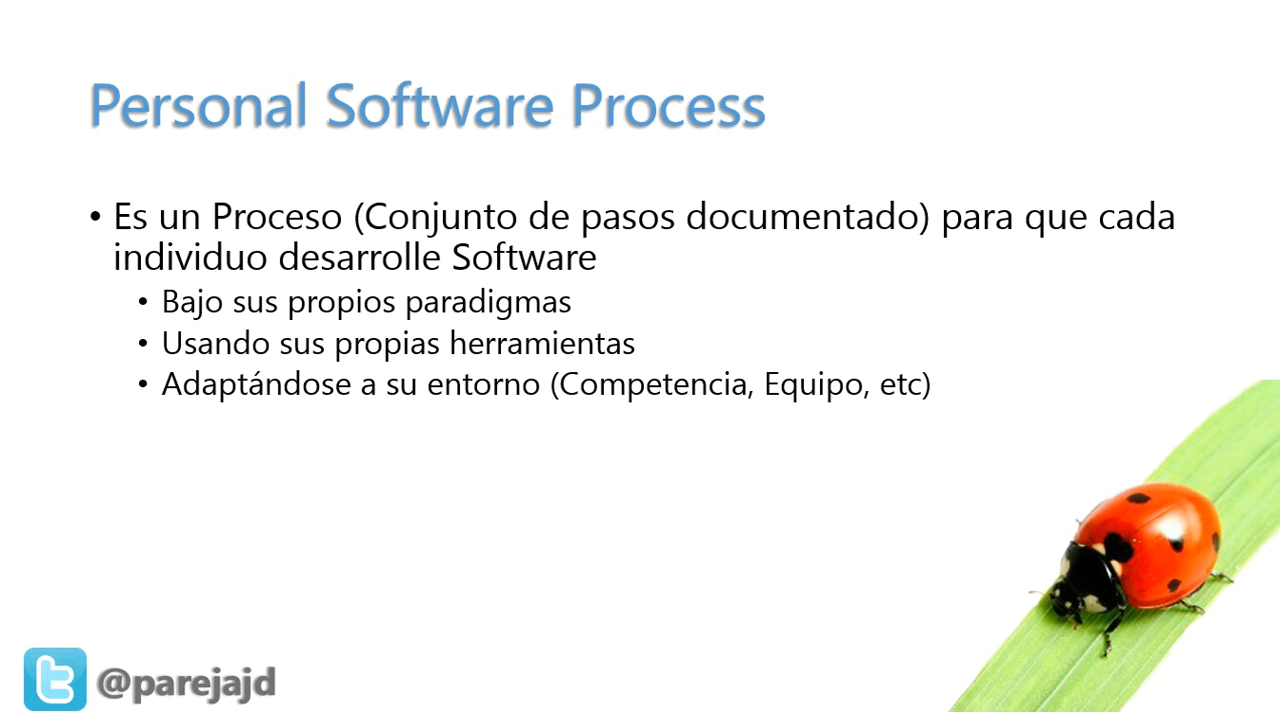 Personal Software Process
• Es un Proceso (Conjunto de pasos documentado) para que cada
individuo desarrolle Software
• Bajo sus propios paradigmas
• Usando sus propias herramientas
• Adaptándose a su entorno (Competencia, Equipo, etc)
@parejajd